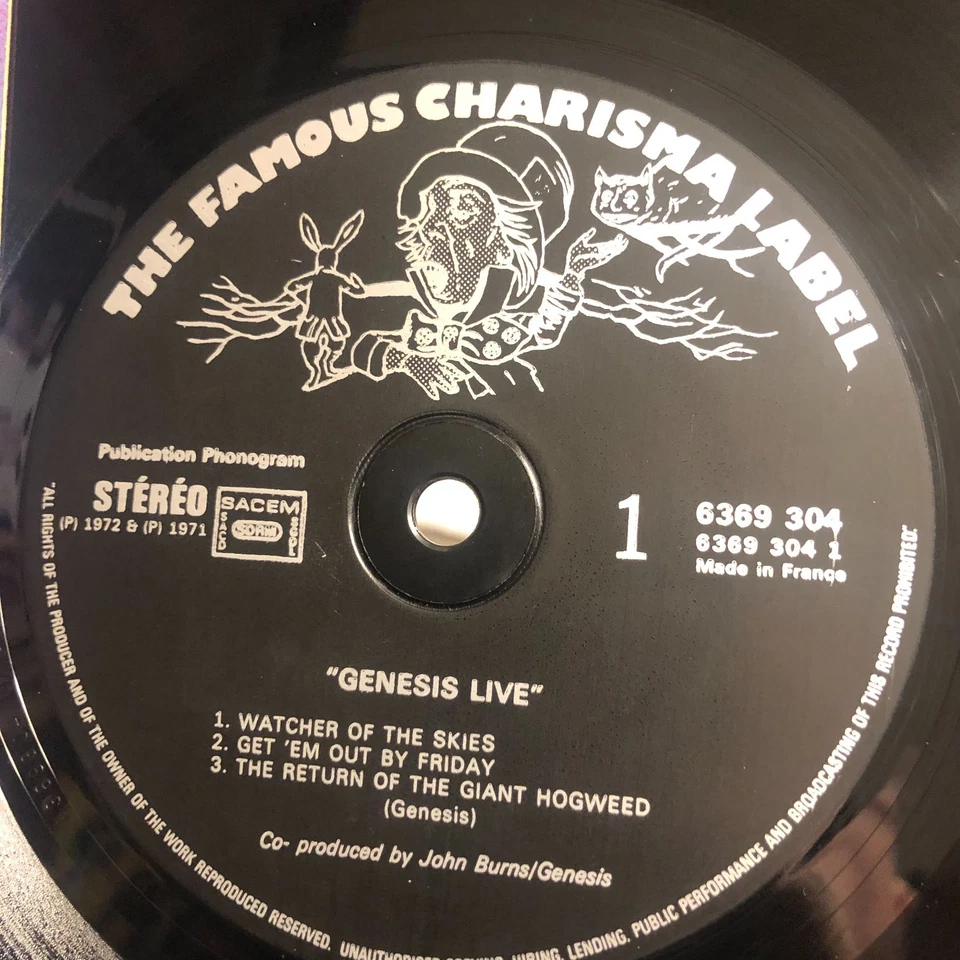 THE FAMOUS CHARISMA LABEL
Publication Phonogram
STÉRÉO
(P) 1972 & (P) 1971
SACEM
SACD
SDRM
SGDL
1
6369 304
6369 304 1
Made in France
"GENESIS LIVE"
1. WATCHER OF THE SKIES
2. GET 'EM OUT BY FRIDAY
3. THE RETURN OF THE GIANT HOGWEED
(Genesis)
Co- produced by John Burns/Genesis
"ALL RIGHTS OF THE PRODUCER AND OF THE OWNER OF THE WORK REPRODUCED RESERVED. UNAUTHORISED HIRING, LENDING, PUBLIC PERFORMANCE AND BROADCASTING OF THIS RECORD PROHIBITED."